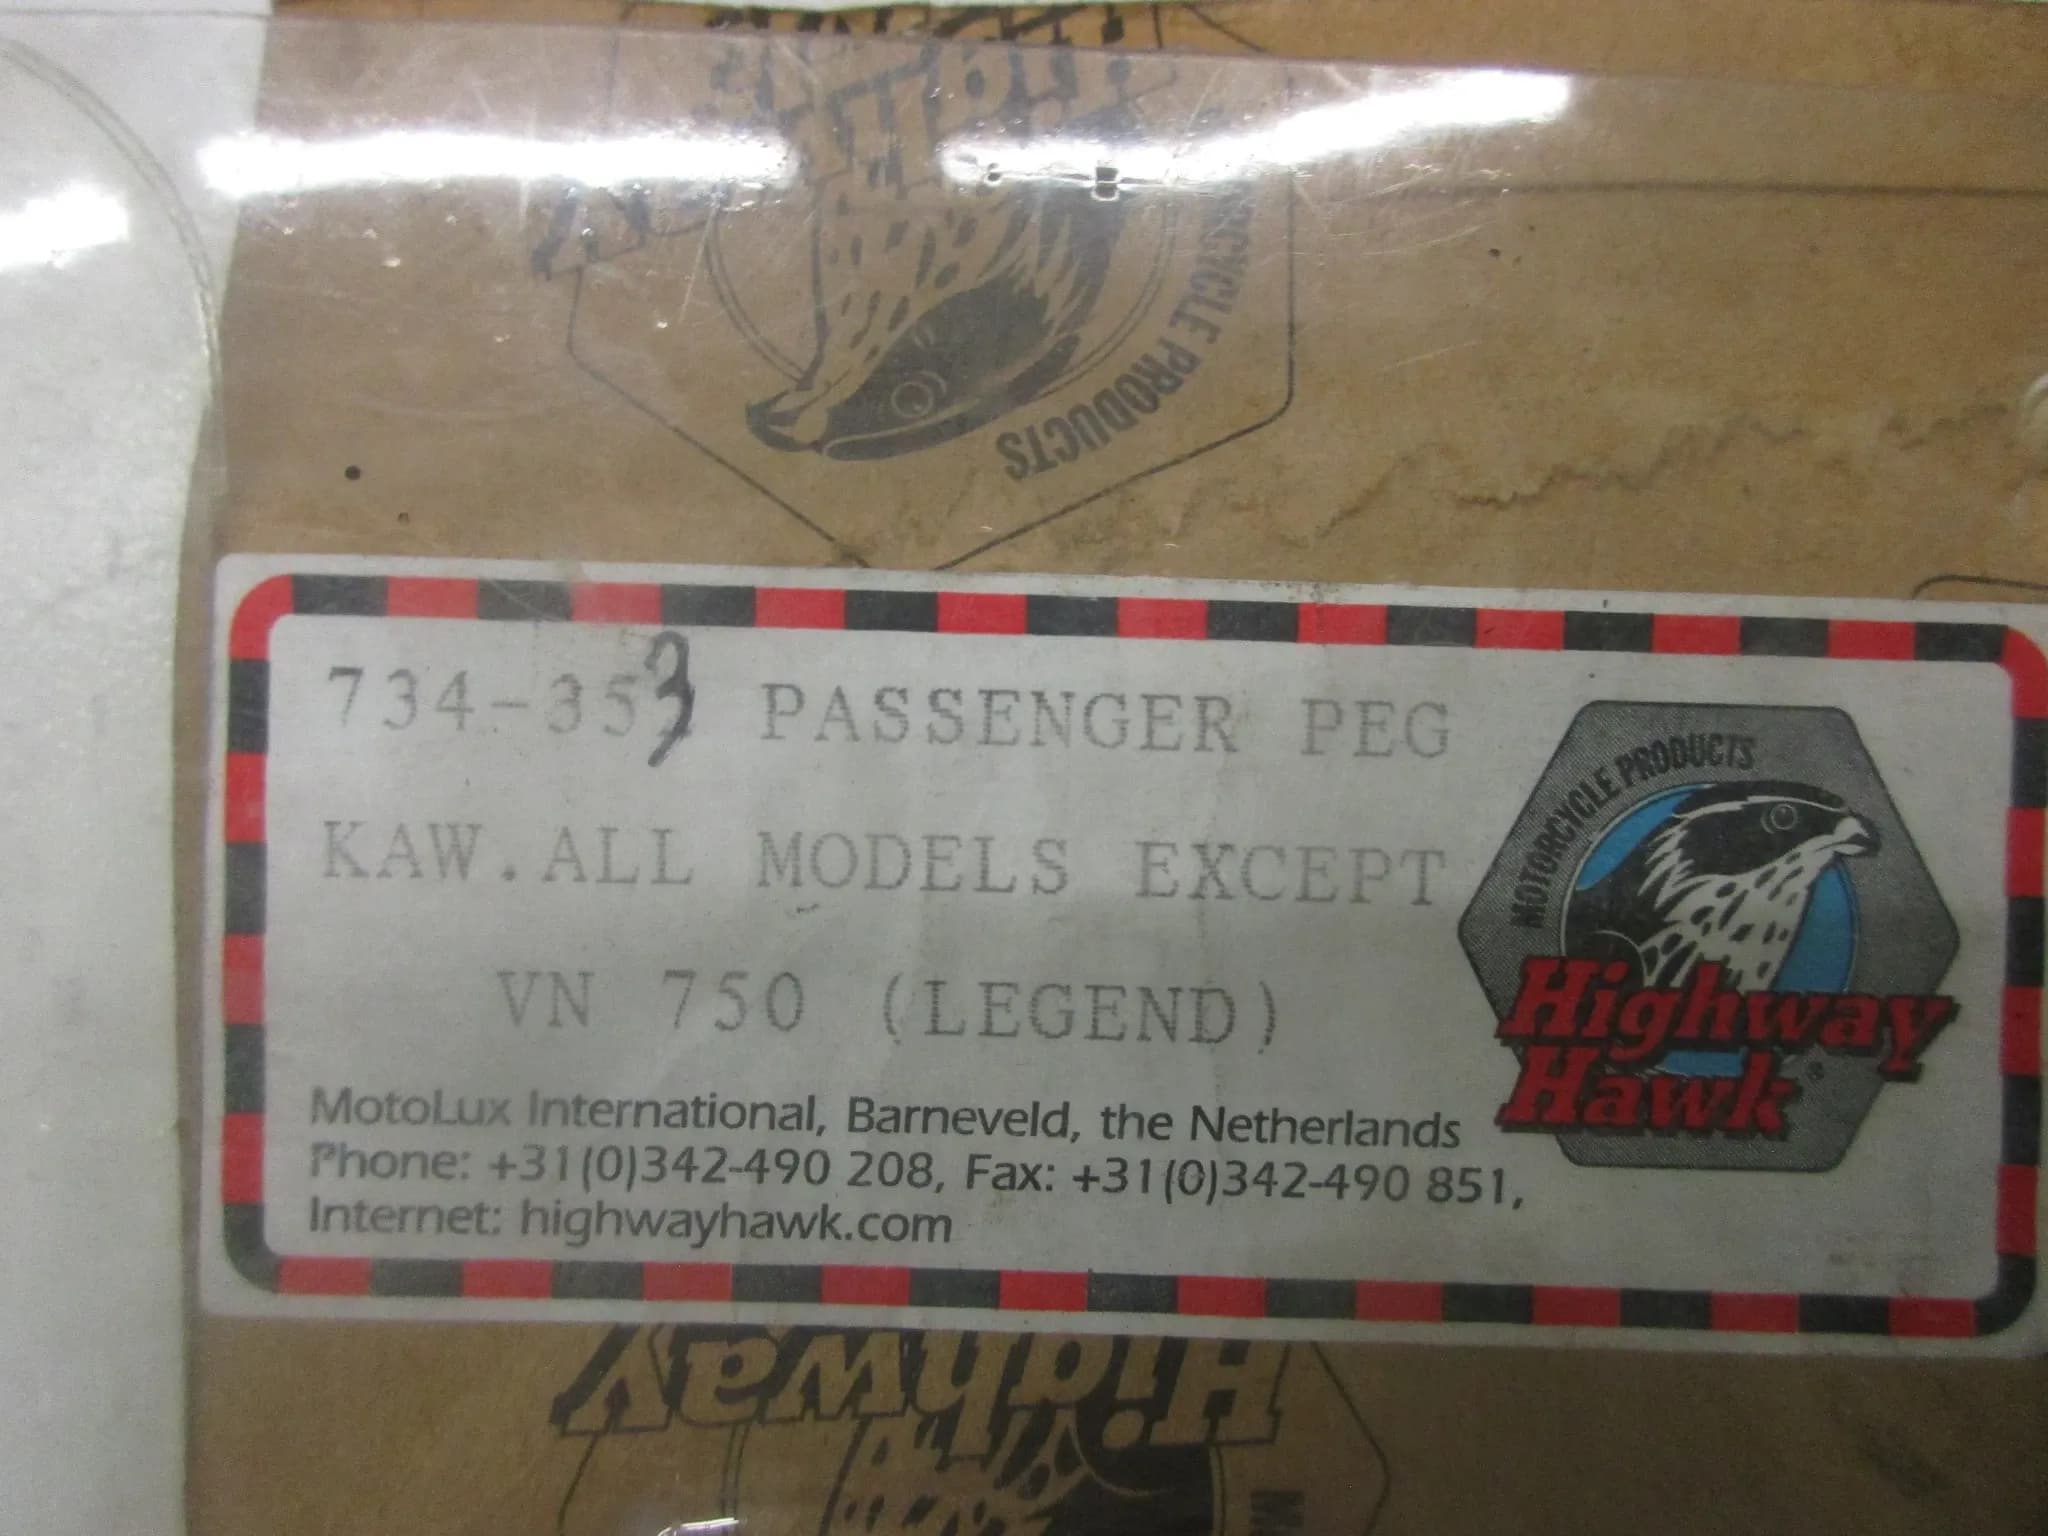 MOTORCYCLE PRODUCTS
734-353 PASSENGER PEG
KAW.ALL MODELS EXCEPT
VN 750 (LEGEND)
MOTORCYCLE PRODUCTS
Highway
Hawk®
MotoLux International, Barneveld, the Netherlands
Phone: +31(0)342-490 208, Fax: +31(0)342-490 851,
Internet: highwayhawk.com
Highway